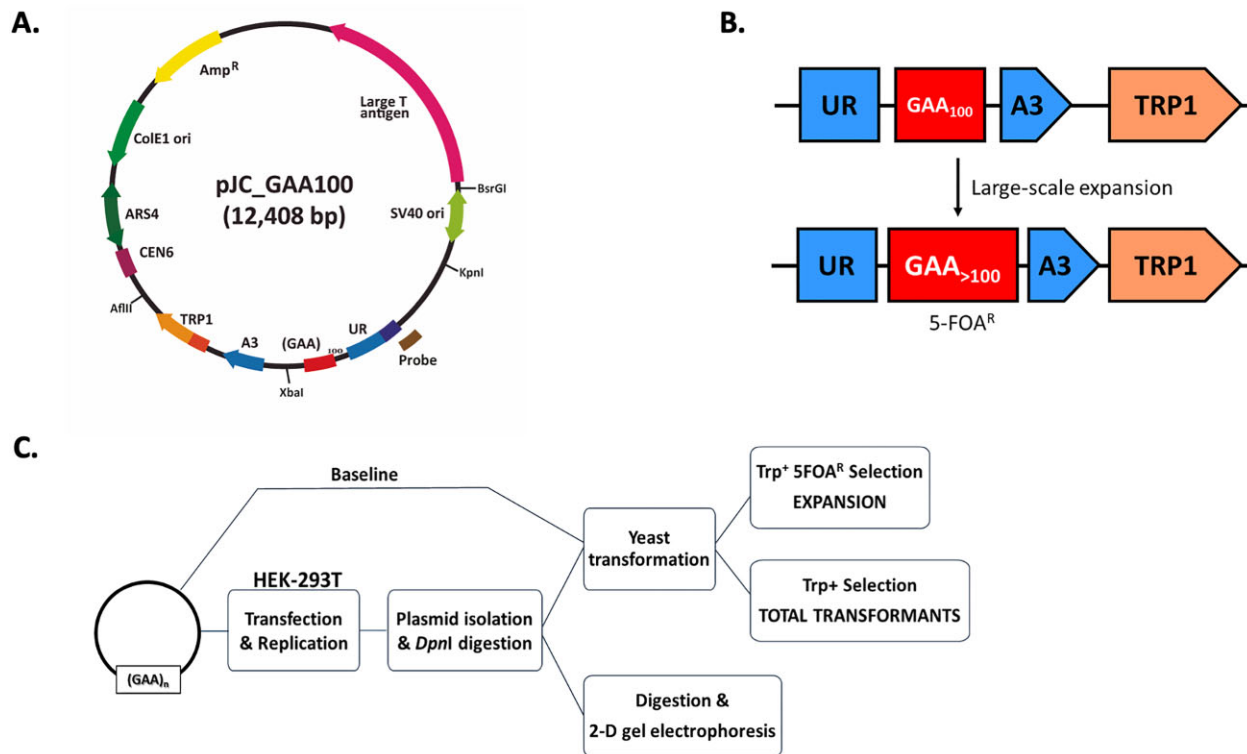 A.
Amp R
Large T
antigen
ColE1 ori
pJC_GAA100
(12,408 bp)
BsrGI
SV40 ori
ARS4
CEN6
KpnI
AflII
TRP1
A3
(GAA) 100
UR
XbaI
Probe
B.
UR
GAA100
A3
TRP1
Large-scale expansion
UR
GAA>100
A3
TRP1
5-FOAR
C.
Baseline
HEK-293T
Transfection
& Replication
Plasmid isolation
& DpnI digestion
Yeast
transformation
Trp+ 5FOAR Selection
EXPANSION
Trp+ Selection
TOTAL TRANSFORMANTS
Digestion &
2-D gel electrophoresis
(GAA)n